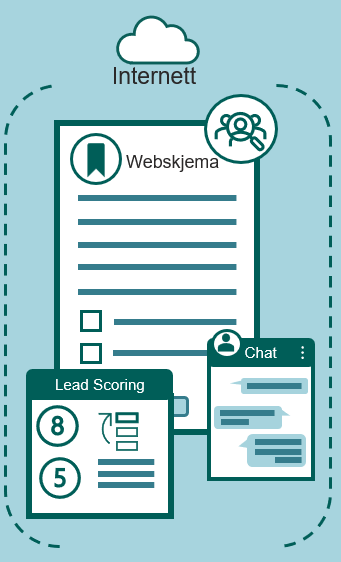 Internett
Webskjema
Chat
Lead Scoring
8
5